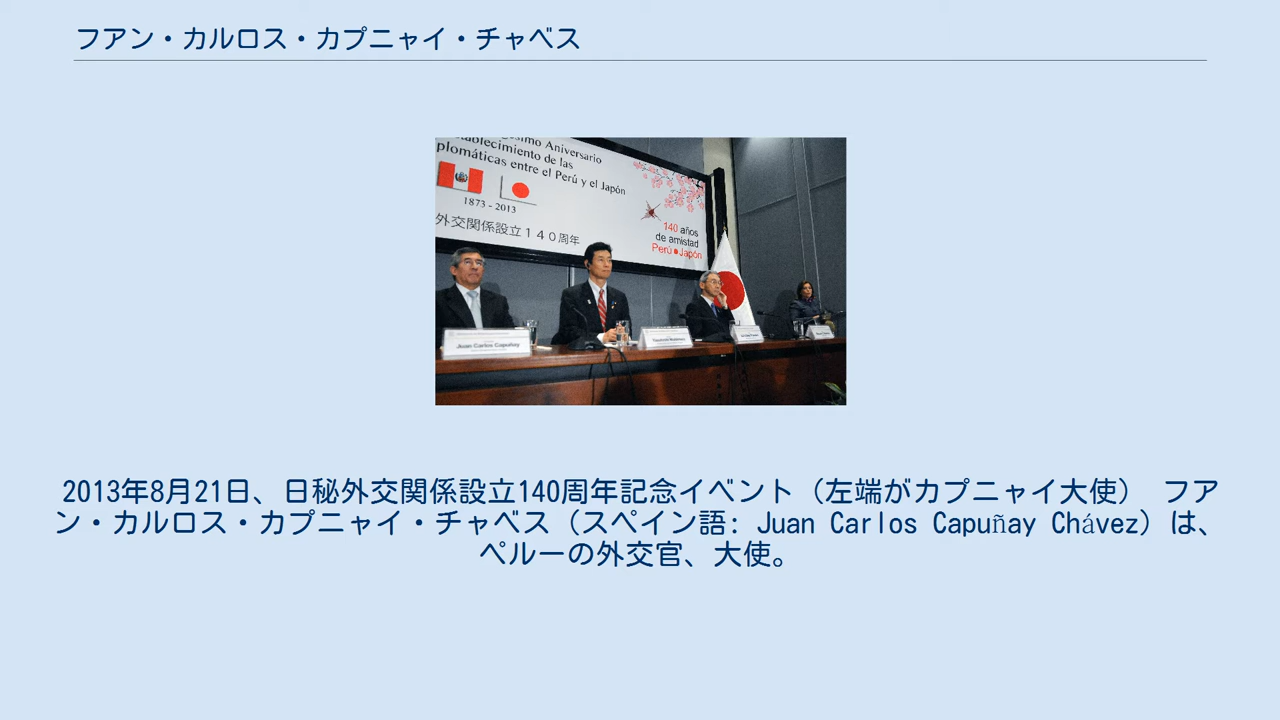 フアン・カルロス・カプニャイ・チャベス
simo Aniversario
tablecimiento de las
plomáticas entre el Perú y el Japón
1873 - 2013
外交関係設立１４０周年
140 años
de amistad
Perú Japón
Juan Carlos Capuñay
2013年8月21日、日秘外交関係設立140周年記念イベント（左端がカプニャイ大使） フア
ン・カルロス・カプニャイ・チャベス（スペイン語: Juan Carlos Capuñay Chávez）は、
ペルーの外交官、大使。